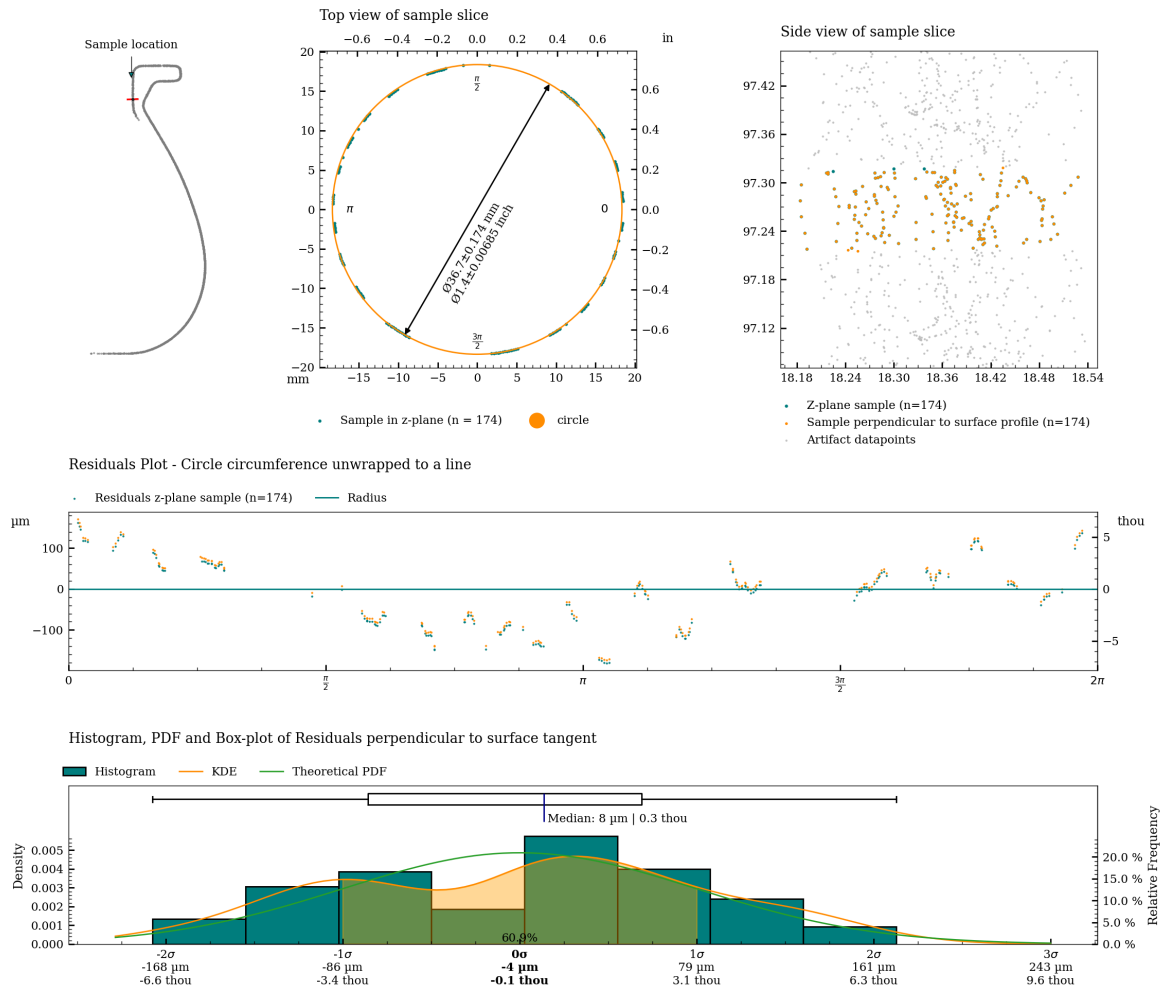 Sample location
Top view of sample slice
−0.6 −0.4 −0.2 0.0 0.2 0.4 0.6 in
20
15
10
5
0
−5
−10
−15
−20
mm
−15 −10 −5 0 5 10 15 20
0.6
0.4
0.2
0.0
−0.2
−0.4
−0.6
π/2
π
0
3π/2
Ø36.7±0.174 mm
Ø1.4±0.00685 inch
Sample in z-plane (n = 174)
circle
Side view of sample slice
97.42
97.36
97.30
97.24
97.18
97.12
18.18 18.24 18.30 18.36 18.42 18.48 18.54
Z-plane sample (n=174)
Sample perpendicular to surface profile (n=174)
Artifact datapoints
Residuals Plot - Circle circumference unwrapped to a line
Residuals z-plane sample (n=174)
Radius
µm
100
0
−100
thou
5
0
−5
0 π/2 π 3π/2 2π
Histogram, PDF and Box-plot of Residuals perpendicular to surface tangent
Histogram
KDE
Theoretical PDF
Median: 8 µm | 0.3 thou
Density
0.005
0.004
0.003
0.002
0.001
0.000
Relative Frequency
20.0 %
15.0 %
10.0 %
5.0 %
0.0 %
60.9%
-2σ -1σ 0σ 1σ 2σ 3σ
-168 µm -86 µm -4 µm 79 µm 161 µm 243 µm
-6.6 thou -3.4 thou -0.1 thou 3.1 thou 6.3 thou 9.6 thou